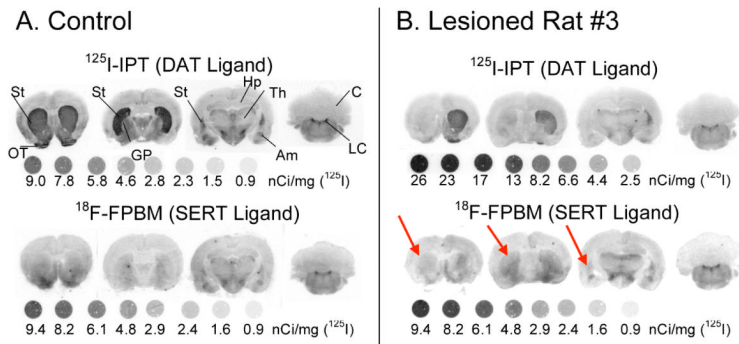 A. Control
¹²⁵I-IPT (DAT Ligand)
St
St
St
Hp
Th
C
OT
GP
Am
LC
9.0 7.8 5.8 4.6 2.8 2.3 1.5 0.9 nCi/mg (¹²⁵I)
¹⁸F-FPBM (SERT Ligand)
9.4 8.2 6.1 4.8 2.9 2.4 1.6 0.9 nCi/mg (¹²⁵I)
B. Lesioned Rat #3
¹²⁵I-IPT (DAT Ligand)
26 23 17 13 8.2 6.6 4.4 2.5 nCi/mg (¹²⁵I)
¹⁸F-FPBM (SERT Ligand)
9.4 8.2 6.1 4.8 2.9 2.4 1.6 0.9 nCi/mg (¹²⁵I)